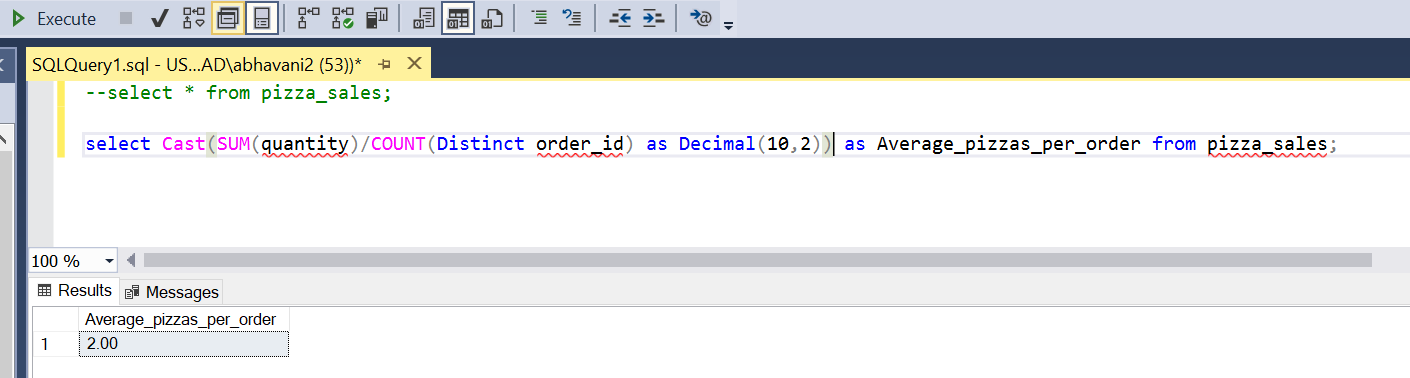 Execute
SQLQuery1.sql - US...AD\abhavani2 (53))*
--select * from pizza_sales;
select Cast(SUM(quantity)/COUNT(Distinct order_id) as Decimal(10,2)) as Average_pizzas_per_order from pizza_sales;
100 %
Results Messages
Average_pizzas_per_order
1 2.00